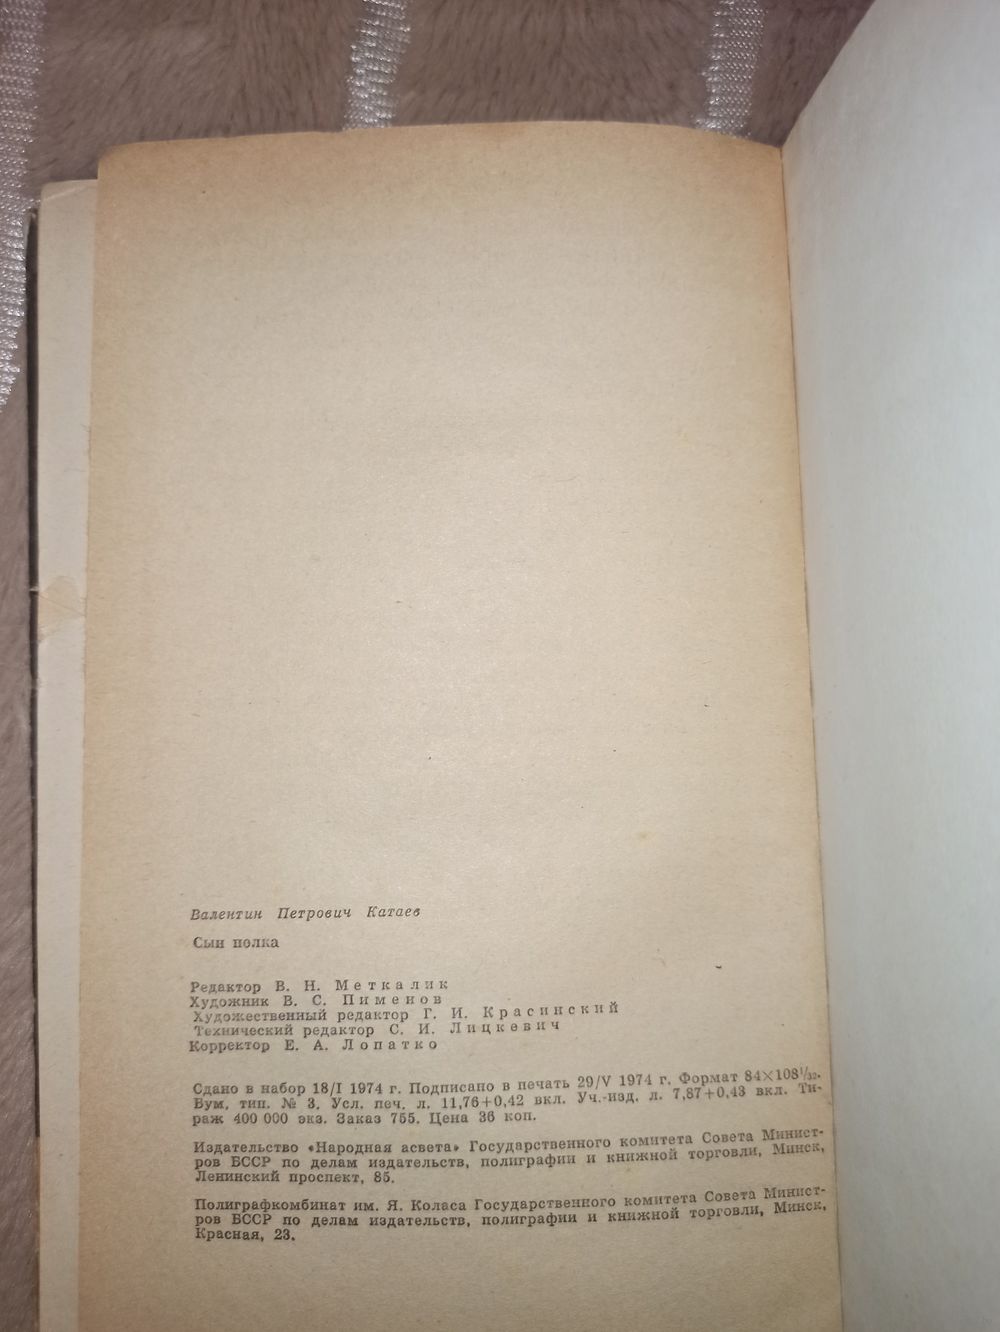 Валентин Петрович Катаев
Сын полка
Редактор В. Н. Меткалик
Художник В. С. Пименов
Художественный редактор Г. И. Красинский
Технический редактор С. И. Лицкевич
Корректор Е. А. Лопатко
Сдано в набор 18/I 1974 г. Подписано в печать 29/V 1974 г. Формат 84×108¹/₃₂.
Бум. тип. № 3. Усл. печ. л. 11,76+0,42 вкл. Уч.-изд. л. 7,87+0,43 вкл. Ти-
раж 400 000 экз. Заказ 755. Цена 36 коп.
Издательство «Народная асвета» Государственного комитета Совета Минист-
ров БССР по делам издательств, полиграфии и книжной торговли, Минск,
Ленинский проспект, 85.
Полиграфкомбинат им. Я. Коласа Государственного комитета Совета Минист-
ров БССР по делам издательств, полиграфии и книжной торговли, Минск,
Красная, 23.